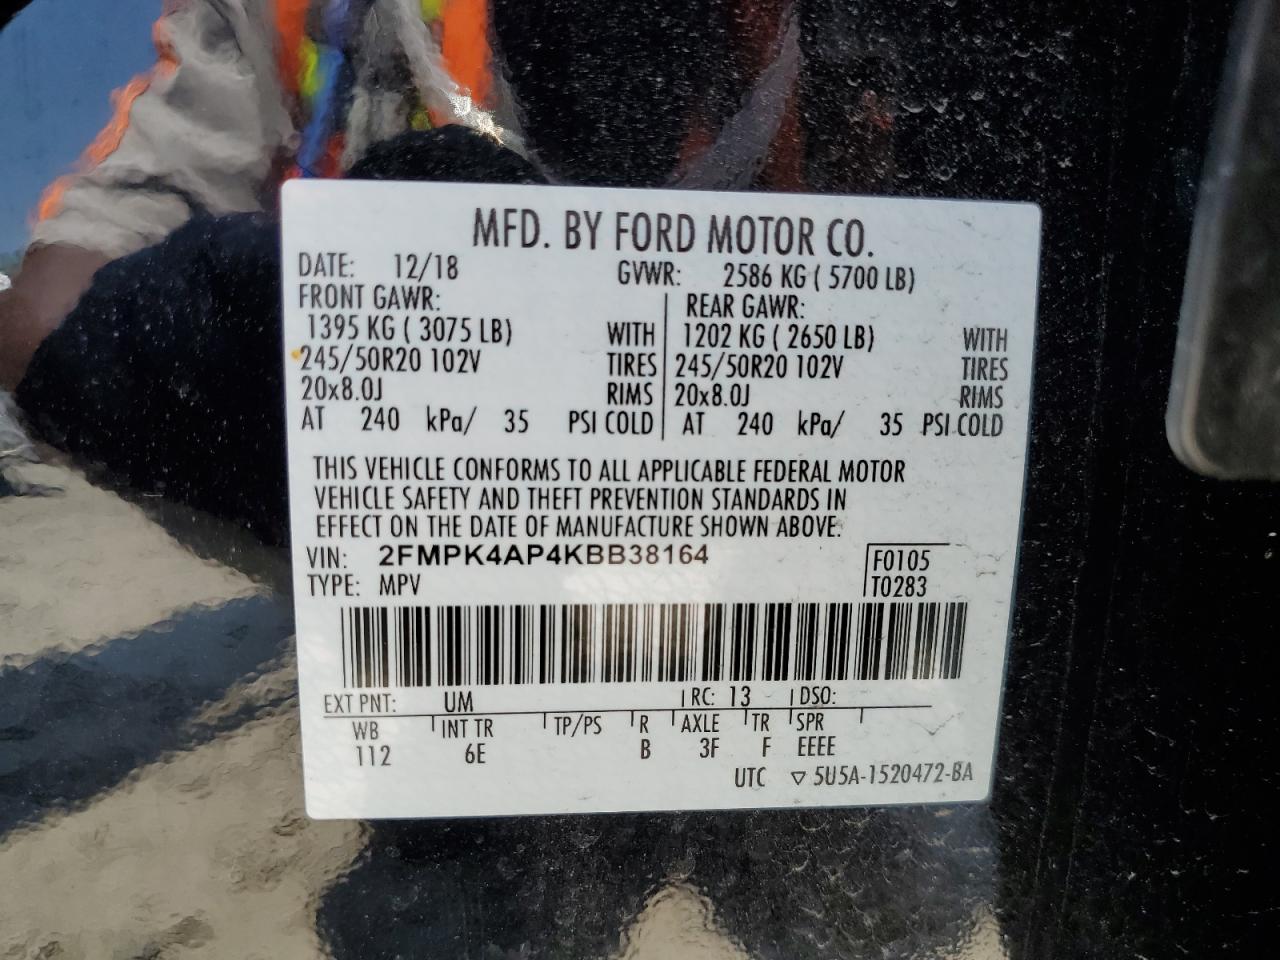 MFD. BY FORD MOTOR CO.
DATE: 12/18 GVWR: 2586 KG ( 5700 LB)
FRONT GAWR: REAR GAWR:
1395 KG ( 3075 LB) WITH 1202 KG ( 2650 LB) WITH
245/50R20 102V TIRES 245/50R20 102V TIRES
20x8.0J RIMS 20x8.0J RIMS
AT 240 kPa/ 35 PSI COLD AT 240 kPa/ 35 PSI COLD
THIS VEHICLE CONFORMS TO ALL APPLICABLE FEDERAL MOTOR
VEHICLE SAFETY AND THEFT PREVENTION STANDARDS IN
EFFECT ON THE DATE OF MANUFACTURE SHOWN ABOVE.
VIN: 2FMPK4AP4KBB38164 F0105
TYPE: MPV T0283
EXT PNT: UM RC: 13 DSO:
WB INT TR TP/PS R AXLE TR SPR
112 6E B 3F F EEEE
UTC ▽ 5U5A-1520472-BA